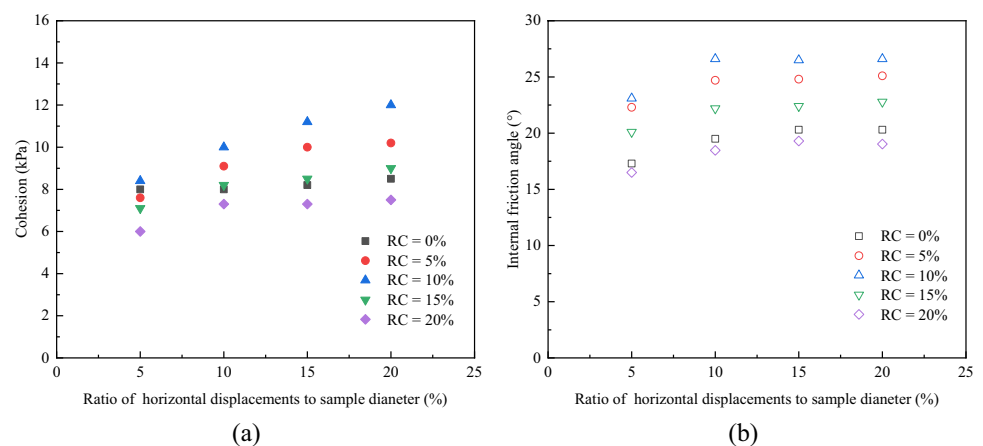 16
14
12
10
8
6
4
2
0
Cohesion (kPa)
RC = 0%
RC = 5%
RC = 10%
RC = 15%
RC = 20%
0 5 10 15 20 25
Ratio of horizontal displacements to sample dianeter (%)
(a)
30
25
20
15
10
5
0
Internal friction angle (°)
RC = 0%
RC = 5%
RC = 10%
RC = 15%
RC = 20%
0 5 10 15 20 25
Ratio of horizontal displacements to sample dianeter (%)
(b)